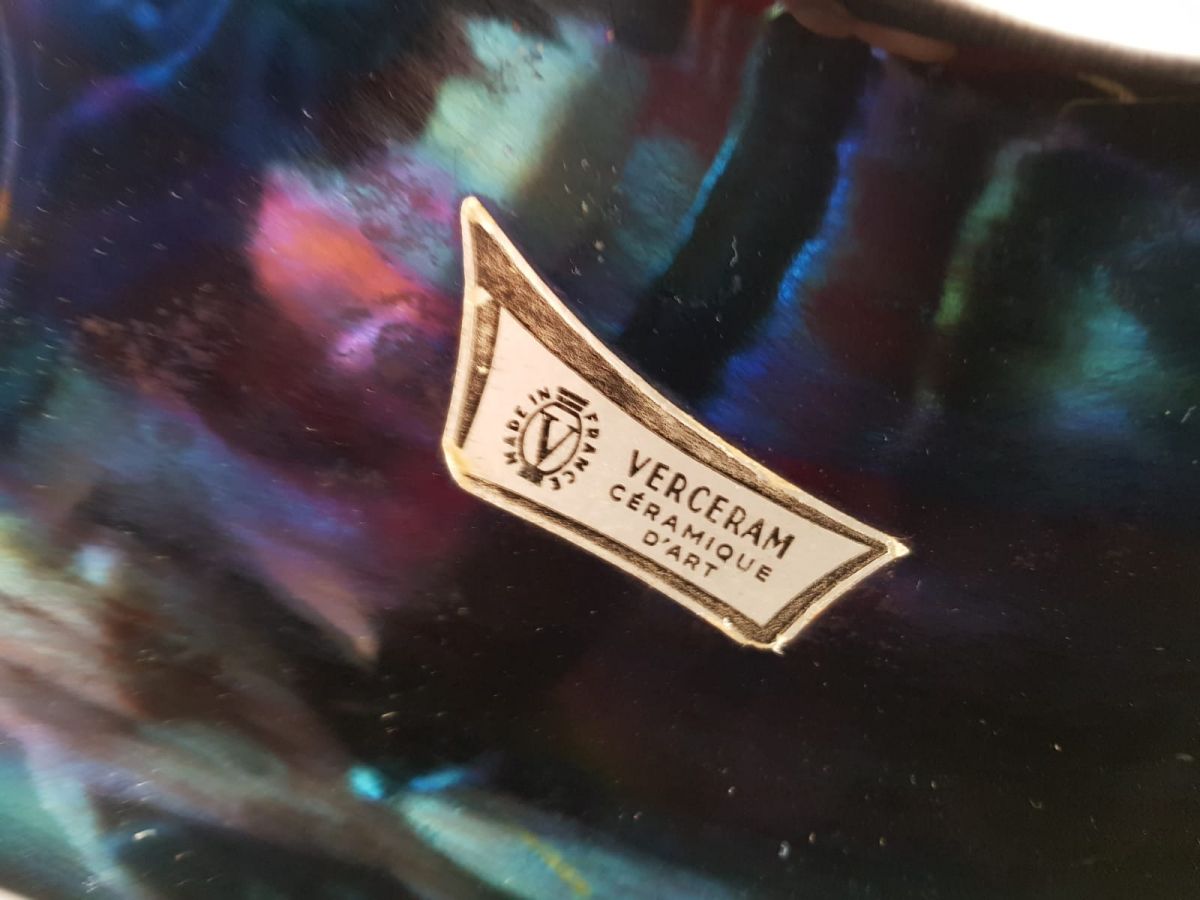 MADE IN FRANCE
V
VERCERAM
CÉRAMIQUE
D'ART